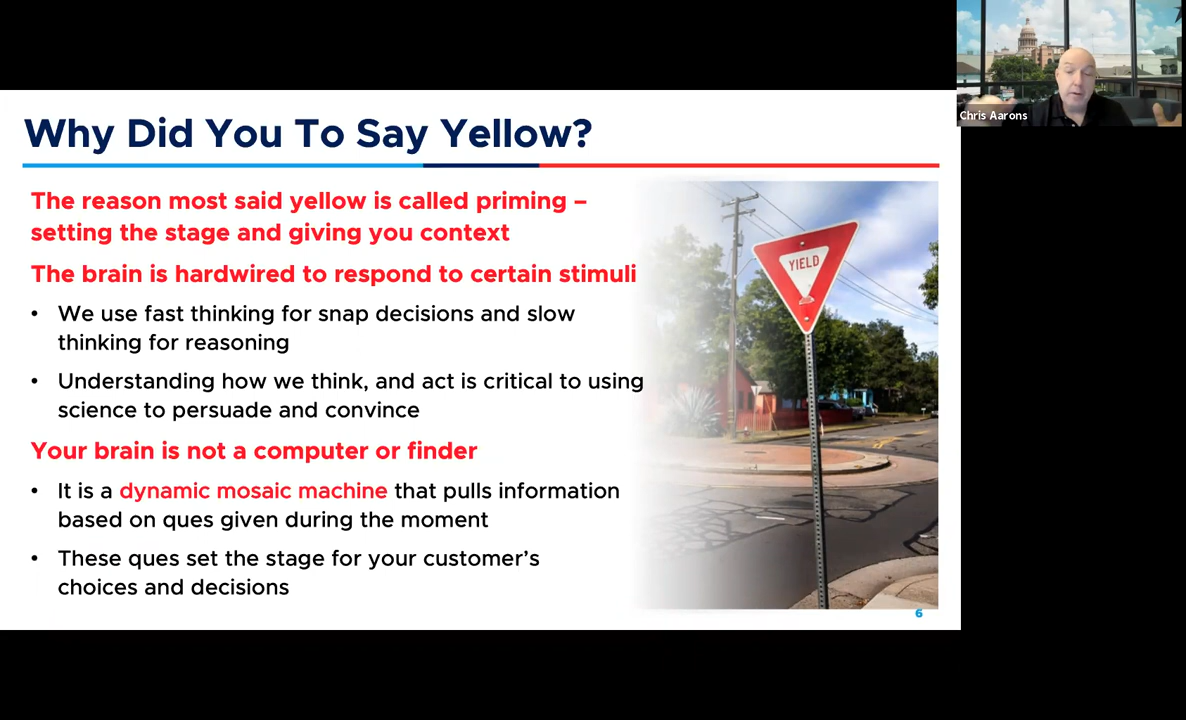 Why Did You To Say Yellow?
The reason most said yellow is called priming –
setting the stage and giving you context
The brain is hardwired to respond to certain stimuli
• We use fast thinking for snap decisions and slow
thinking for reasoning
• Understanding how we think, and act is critical to using
science to persuade and convince
Your brain is not a computer or finder
• It is a dynamic mosaic machine that pulls information
based on ques given during the moment
• These ques set the stage for your customer’s
choices and decisions
YIELD
6
Chris Aarons